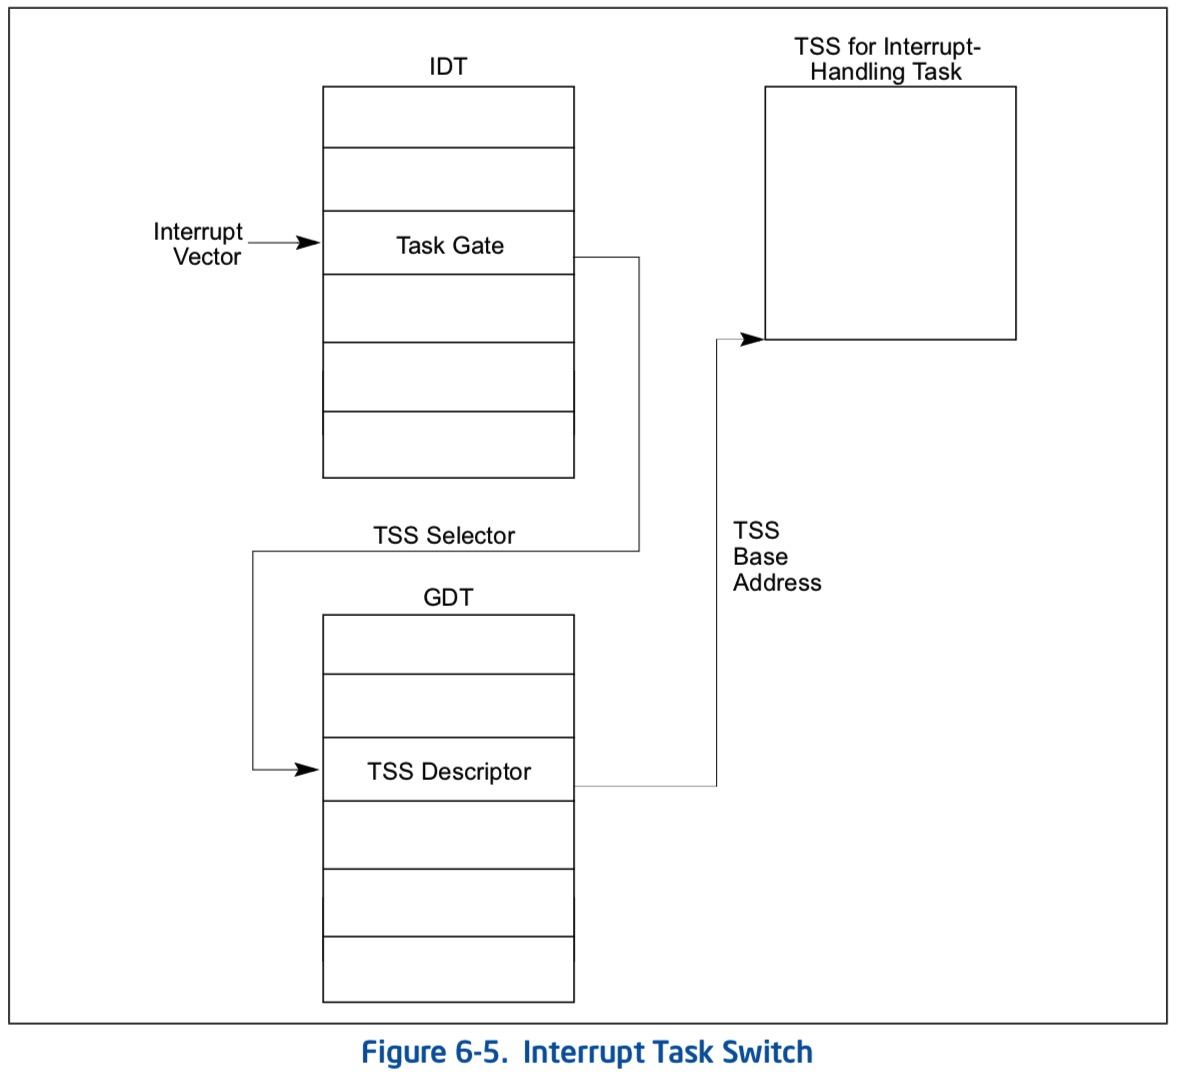 IDT
TSS for Interrupt-
Handling Task
Interrupt
Vector
Task Gate
TSS Selector
TSS
Base
Address
GDT
TSS Descriptor
Figure 6-5. Interrupt Task Switch